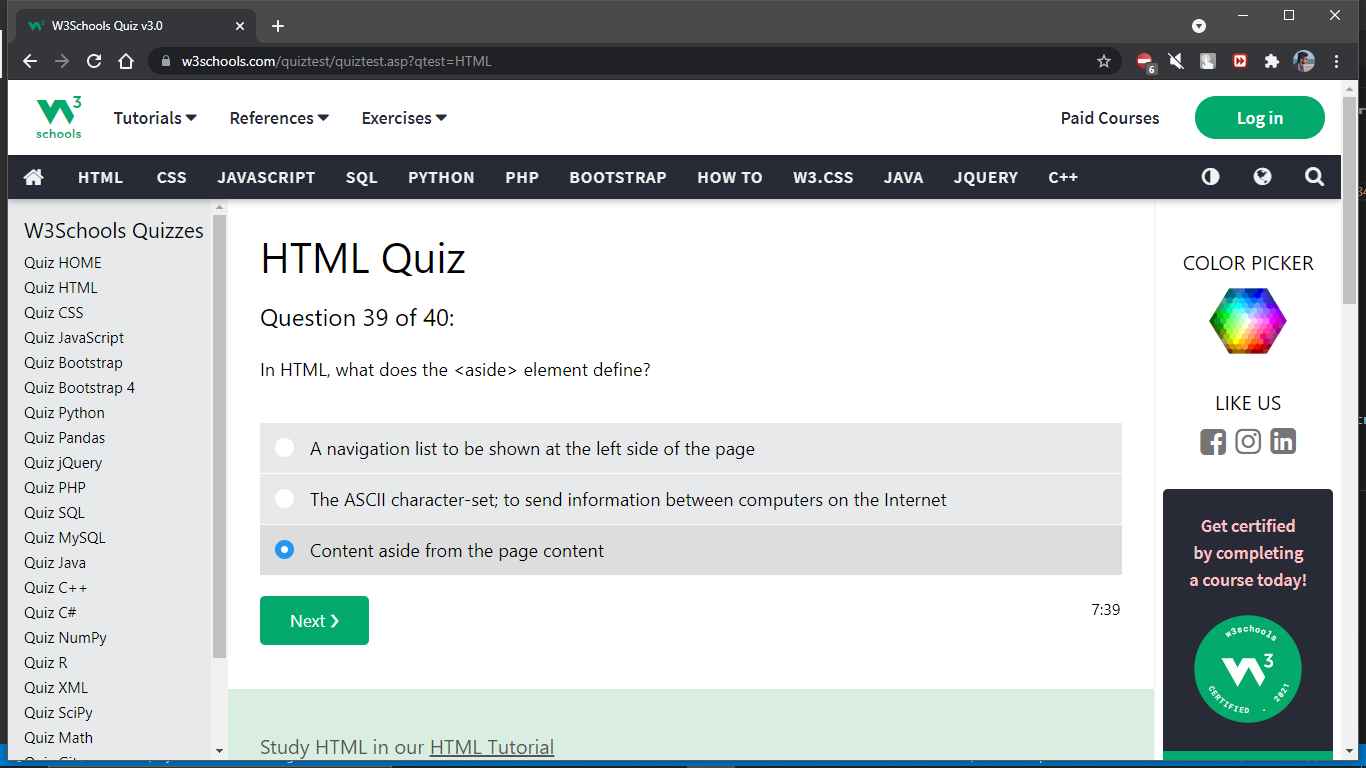 W3Schools Quiz v3.0
w3schools.com/quiztest/quiztest.asp?qtest=HTML
6
3
schools
Tutorials
References
Exercises
Paid Courses
Log in
HTML CSS JAVASCRIPT SQL PYTHON PHP BOOTSTRAP HOW TO W3.CSS JAVA JQUERY C++
W3Schools Quizzes
Quiz HOME
Quiz HTML
Quiz CSS
Quiz JavaScript
Quiz Bootstrap
Quiz Bootstrap 4
Quiz Python
Quiz Pandas
Quiz jQuery
Quiz PHP
Quiz SQL
Quiz MySQL
Quiz Java
Quiz C++
Quiz C#
Quiz NumPy
Quiz R
Quiz XML
Quiz SciPy
Quiz Math
HTML Quiz
Question 39 of 40:
In HTML, what does the <aside> element define?
A navigation list to be shown at the left side of the page
The ASCII character-set; to send information between computers on the Internet
Content aside from the page content
Next ❯
7:39
Study HTML in our HTML Tutorial
COLOR PICKER
LIKE US
Get certified
by completing
a course today!
w3schools
3
CERTIFIED . 2021